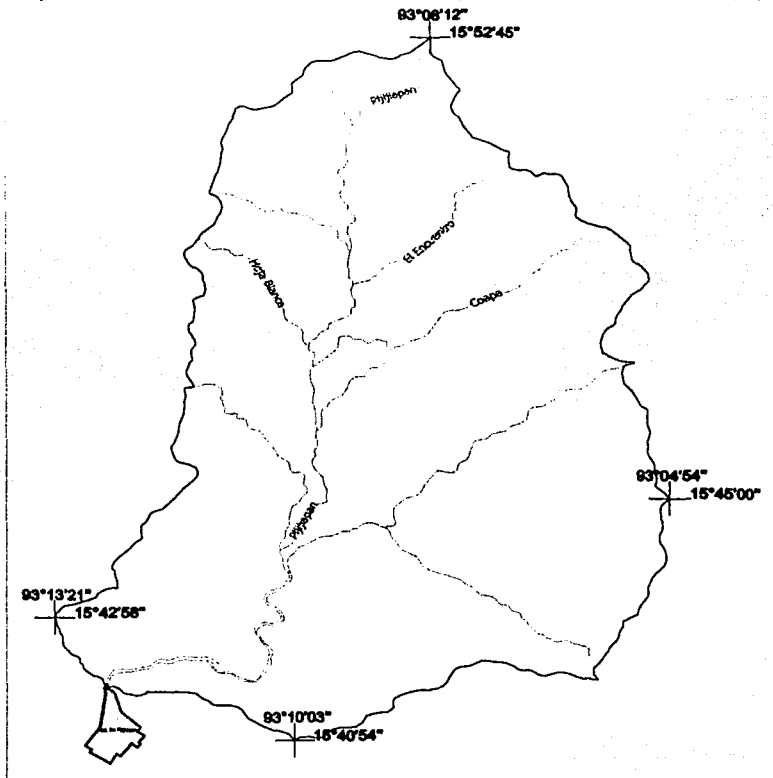 93°08'12"
15°52'45"
Pijijiapan
El Encuentro
Hoja Blanca
Coapa
93°04'54"
15°45'00"
Pijijiapan
93°13'21"
15°42'58"
93°10'03"
15°40'54"